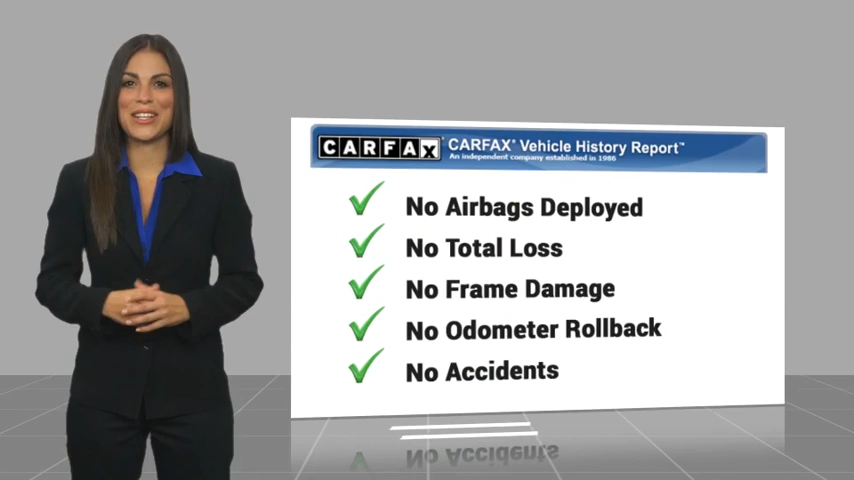 CARFAX® CARFAX® Vehicle History Report™
An independent company established in 1986
No Airbags Deployed
No Total Loss
No Frame Damage
No Odometer Rollback
No Accidents
No Accidents